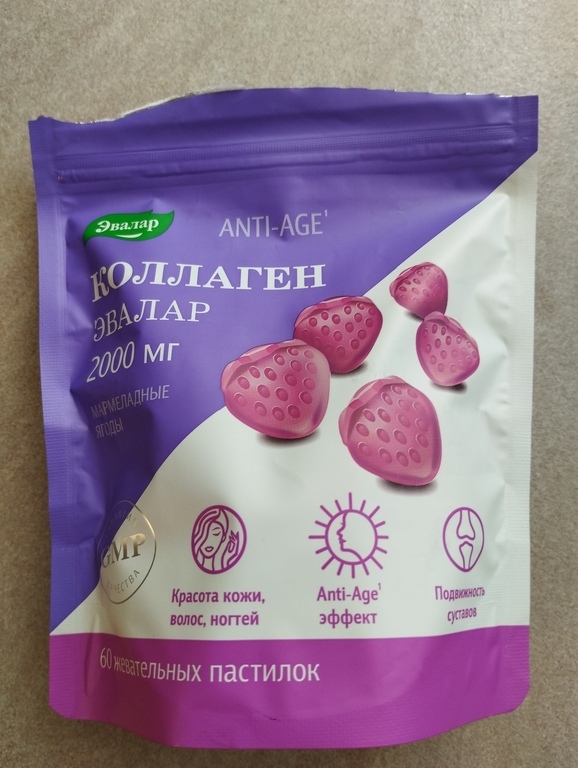 Эвалар
ANTI-AGE¹
КОЛЛАГЕН
ЭВАЛАР
2000 МГ
МАРМЕЛАДНЫЕ
ЯГОДЫ
GMP
КАЧЕСТВА
Красота кожи,
волос, ногтей
Anti-Age¹
эффект
Подвижность
суставов
60 жевательных пастилок